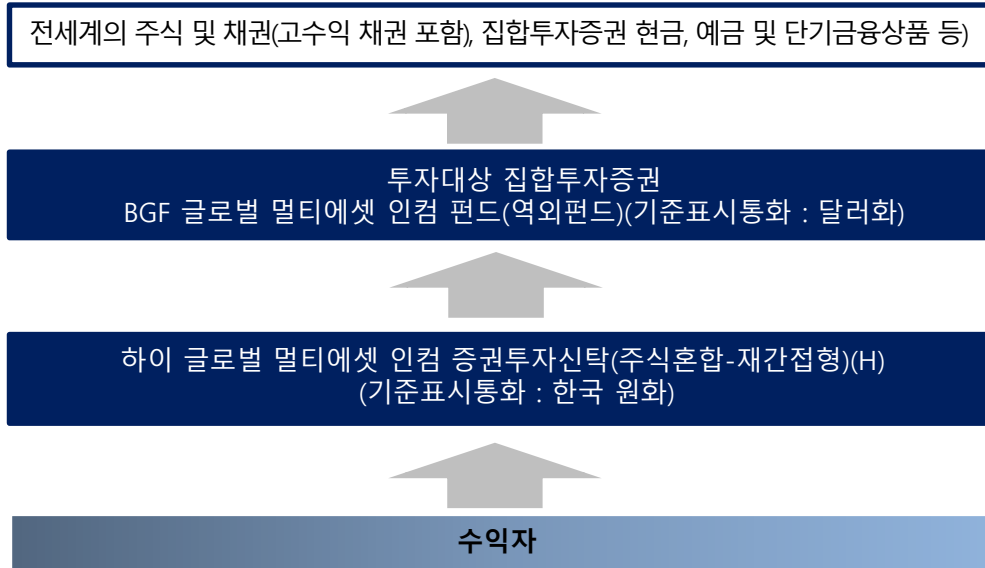 전세계의 주식 및 채권(고수익 채권 포함), 집합투자증권 현금, 예금 및 단기금융상품 등)
투자대상 집합투자증권
BGF 글로벌 멀티에셋 인컴 펀드(역외펀드)(기준표시통화 : 달러화)
하이 글로벌 멀티에셋 인컴 증권투자신탁(주식혼합-재간접형)(H)
(기준표시통화 : 한국 원화)
수익자